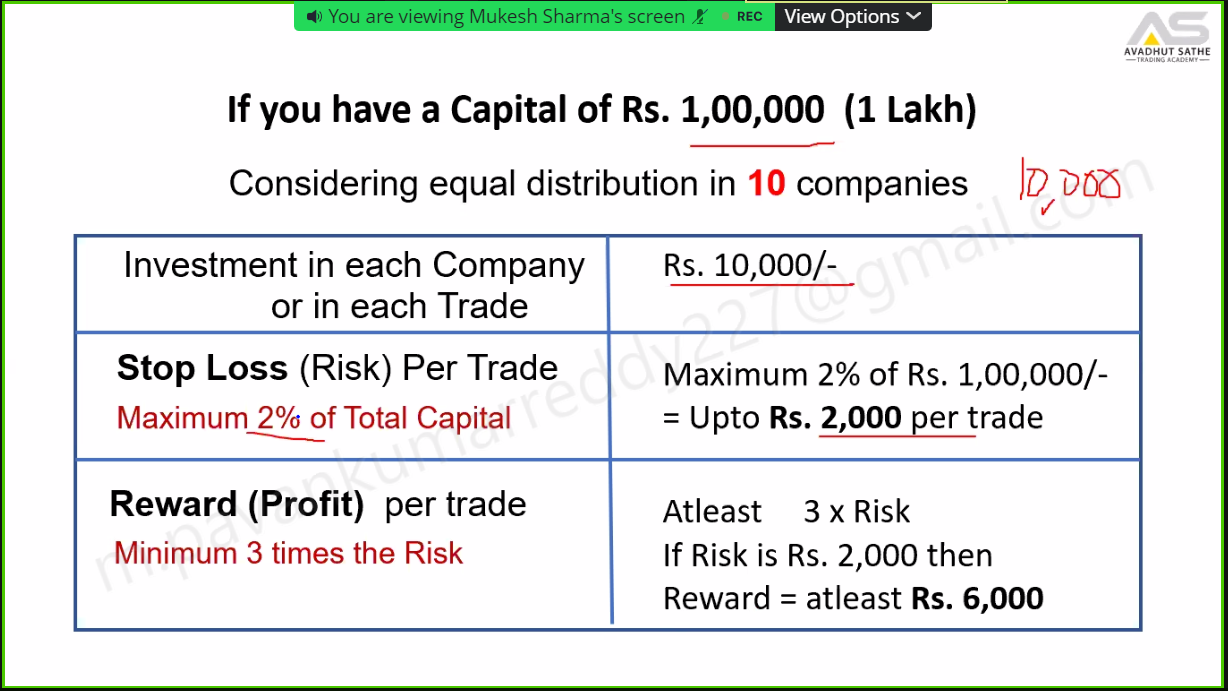 You are viewing Mukesh Sharma's screen REC View Options
AS
AVADHUT SATHE
TRADING ACADEMY
If you have a Capital of Rs. 1,00,000 (1 Lakh)
Considering equal distribution in 10 companies 10,000
Investment in each Company
or in each Trade
Rs. 10,000/-
Stop Loss (Risk) Per Trade
Maximum 2% of Total Capital
Maximum 2% of Rs. 1,00,000/-
= Upto Rs. 2,000 per trade
Reward (Profit) per trade
Minimum 3 times the Risk
Atleast 3 x Risk
If Risk is Rs. 2,000 then
Reward = atleast Rs. 6,000
m.pavankumarreddy227@gmail.com